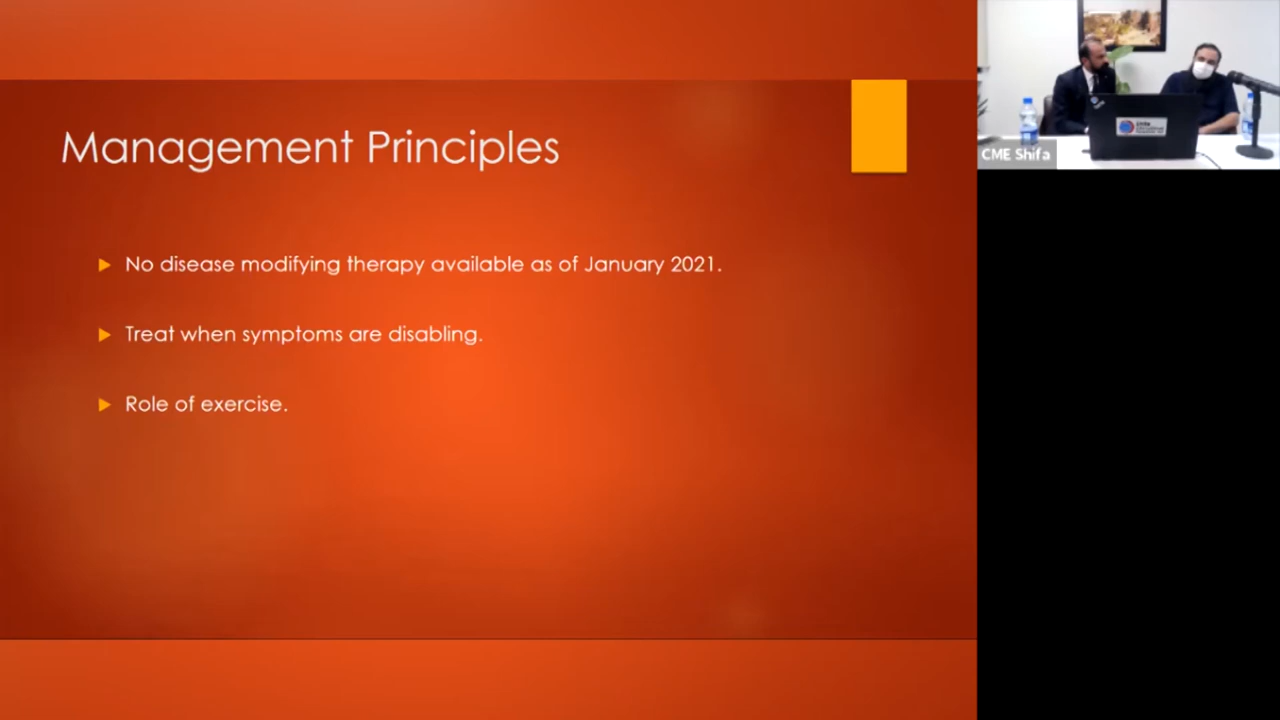 Management Principles
No disease modifying therapy available as of January 2021.
Treat when symptoms are disabling.
Role of exercise.
CME Shifa